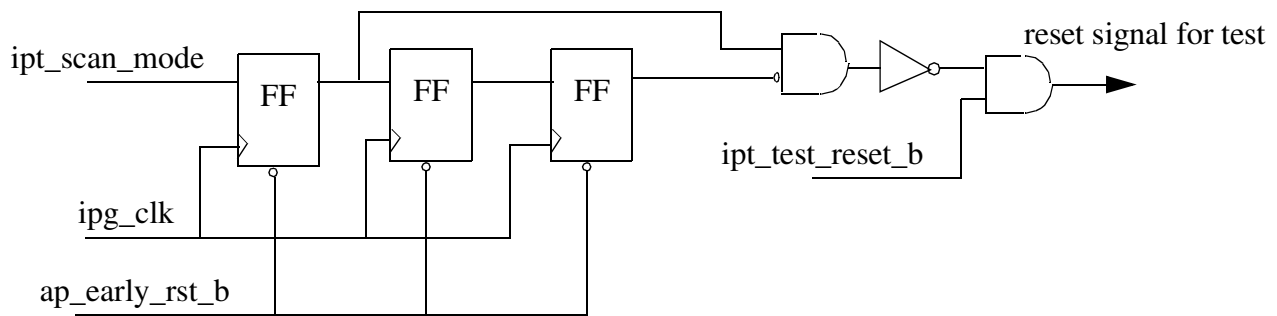 reset signal for test
ipt_scan_mode
FF
FF
FF
ipt_test_reset_b
ipg_clk
ap_early_rst_b